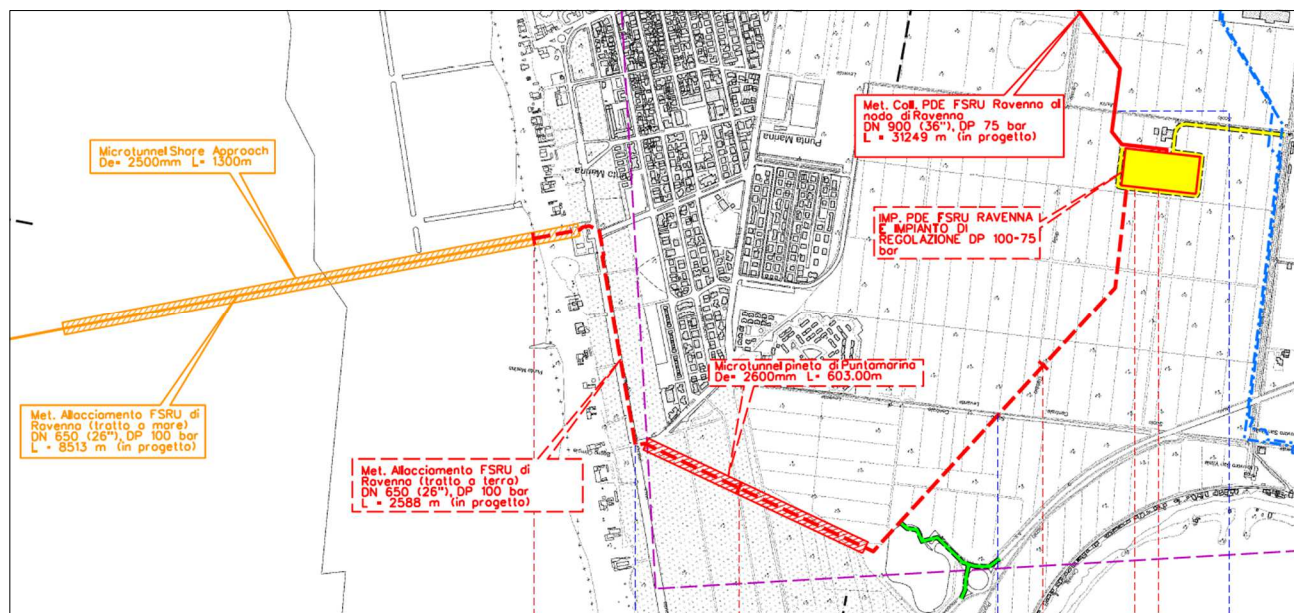 Microtunnel Shore Approach
De= 2500mm L= 1300m
Met. Allacciamento FSRU di
Ravenna (tratto a mare)
DN 650 (26"), DP 100 bar
L = 8513 m (in progetto)
Met. Allacciamento FSRU di
Ravenna (tratto a terra)
DN 650 (26"), DP 100 bar
L = 2588 m (in progetto)
Microtunnel pineta di Puntamarina
De= 2600mm L= 603.00m
Met. Coll. PDE FSRU Ravenna al
nodo di Ravenna
DN 900 (36"), DP 75 bar
L = 31249 m (in progetto)
IMP. PDE FSRU RAVENNA
E IMPIANTO DI
REGOLAZIONE DP 100-75
bar
Punta Marina
Punta Marina